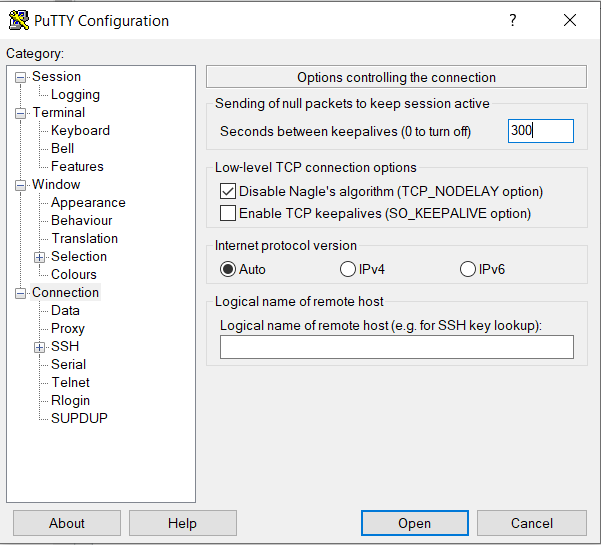 PuTTY Configuration
?
Category:
Session
Logging
Terminal
Keyboard
Bell
Features
Window
Appearance
Behaviour
Translation
Selection
Colours
Connection
Data
Proxy
SSH
Serial
Telnet
Rlogin
SUPDUP
Options controlling the connection
Sending of null packets to keep session active
Seconds between keepalives (0 to turn off) 300
Low-level TCP connection options
Disable Nagle's algorithm (TCP_NODELAY option)
Enable TCP keepalives (SO_KEEPALIVE option)
Internet protocol version
Auto IPv4 IPv6
Logical name of remote host
Logical name of remote host (e.g. for SSH key lookup):
About Help Open Cancel